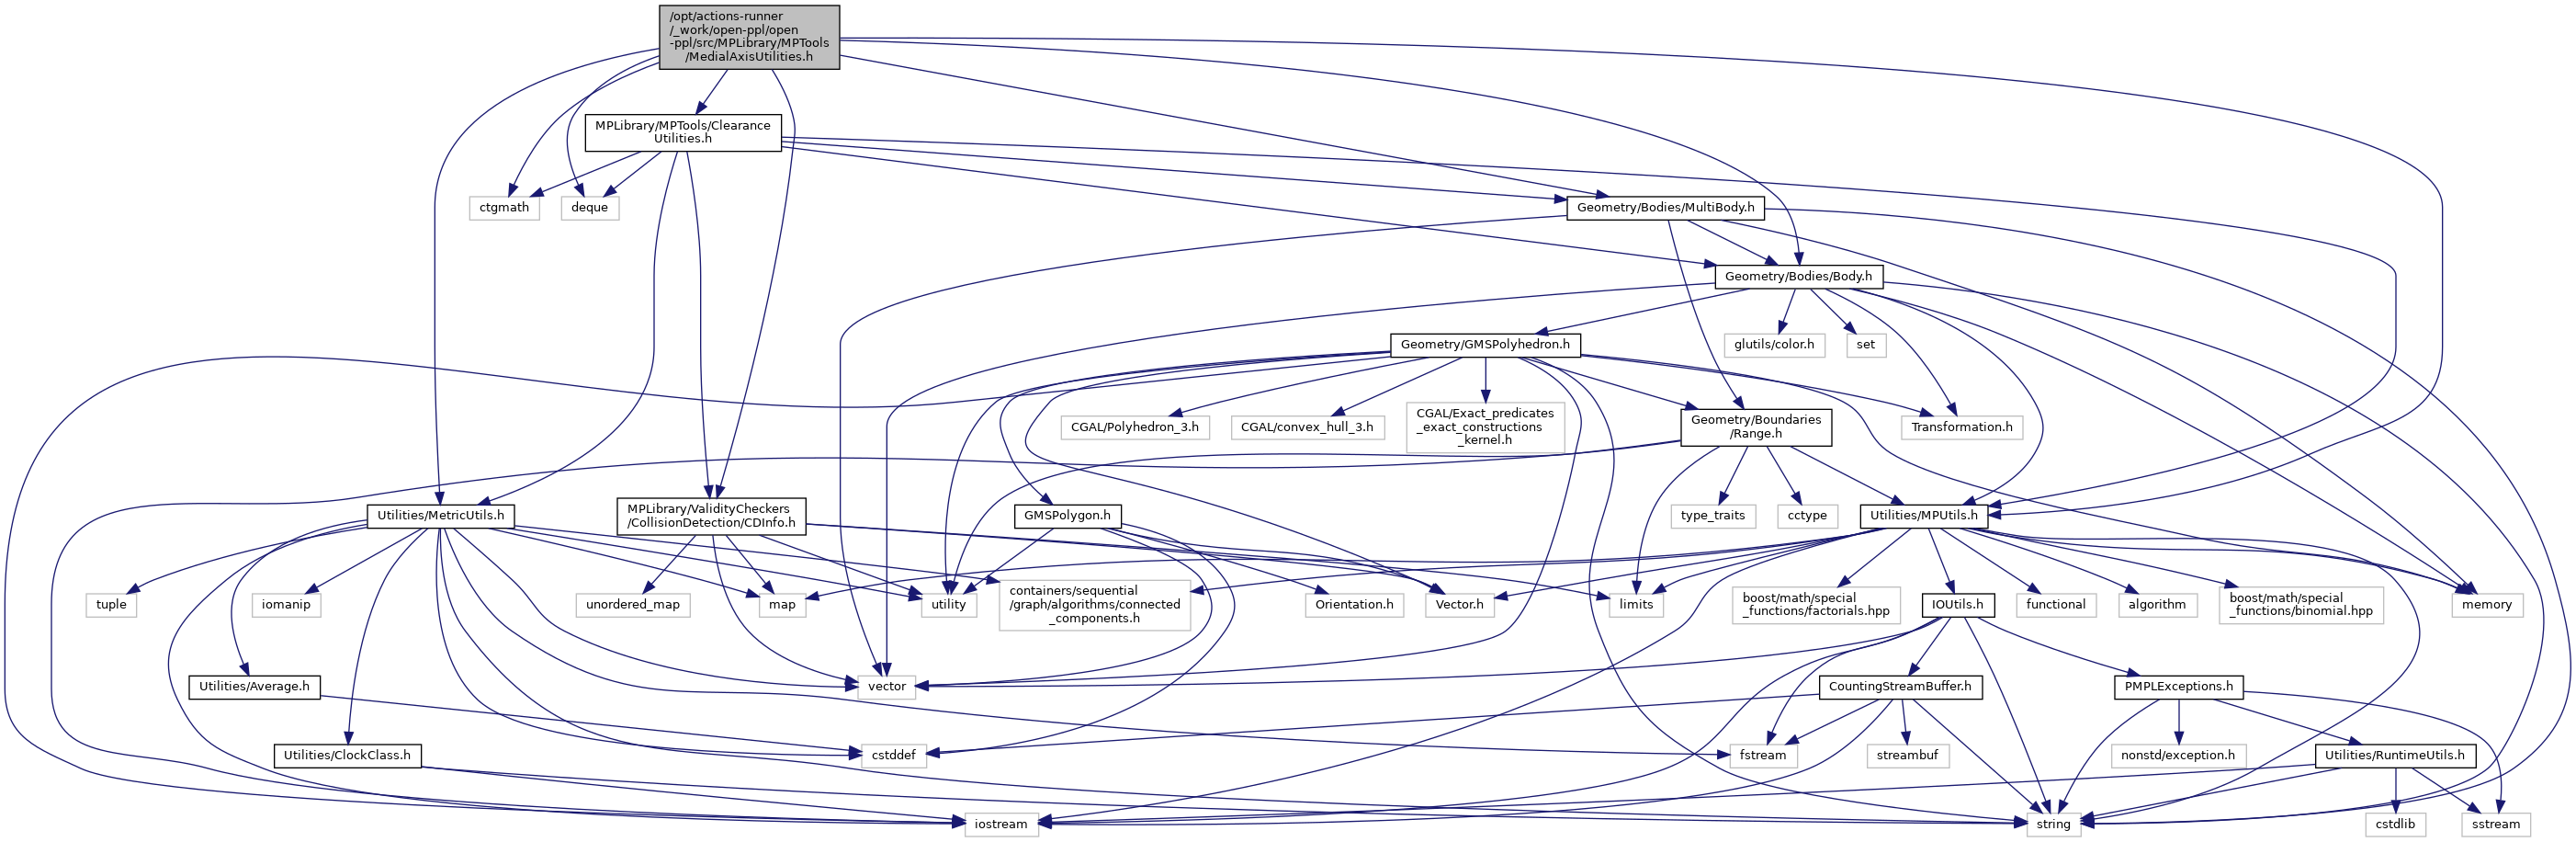 /opt/actions-runner
/_work/open-ppl/open
-ppl/src/MPLibrary/MPTools
/MedialAxisUtilities.h
MPLibrary/MPTools/Clearance
Utilities.h
ctgmath
deque
Geometry/Bodies/MultiBody.h
Geometry/Bodies/Body.h
Geometry/GMSPolyhedron.h
glutils/color.h
set
CGAL/Polyhedron_3.h
CGAL/convex_hull_3.h
CGAL/Exact_predicates
_exact_constructions
_kernel.h
Geometry/Boundaries
/Range.h
Transformation.h
Utilities/MetricUtils.h
MPLibrary/ValidityCheckers
/CollisionDetection/CDInfo.h
GMSPolygon.h
type_traits
cctype
Utilities/MPUtils.h
tuple
iomanip
unordered_map
map
utility
containers/sequential
/graph/algorithms/connected
_components.h
Orientation.h
Vector.h
limits
boost/math/special
_functions/factorials.hpp
IOUtils.h
functional
algorithm
boost/math/special
_functions/binomial.hpp
memory
Utilities/Average.h
vector
CountingStreamBuffer.h
PMPLExceptions.h
Utilities/ClockClass.h
cstddef
fstream
streambuf
nonstd/exception.h
Utilities/RuntimeUtils.h
iostream
string
cstdlib
sstream